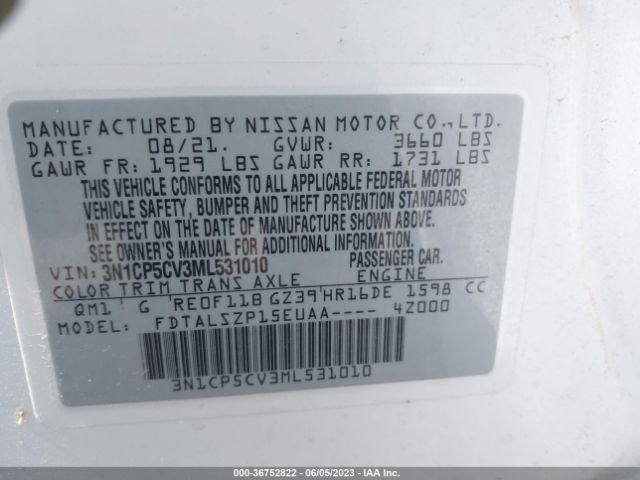 MANUFACTURED BY NISSAN MOTOR CO., LTD.
DATE: 08/21. GVWR: 3660 LBS
GAWR FR: 1929 LBS GAWR RR: 1731 LBS
THIS VEHICLE CONFORMS TO ALL APPLICABLE FEDERAL MOTOR
VEHICLE SAFETY, BUMPER AND THEFT PREVENTION STANDARDS
IN EFFECT ON THE DATE OF MANUFACTURE SHOWN ABOVE.
SEE OWNER'S MANUAL FOR ADDITIONAL INFORMATION.
VIN: 3N1CP5CV3ML531010 PASSENGER CAR.
COLOR TRIM TRANS AXLE ENGINE
QM1 G RE0F11B GZ39 HR16DE 1598 CC
MODEL: FDTALSZP15EUAA---- 4Z000
3N1CP5CV3ML531010
000-36752822 - 06/05/2023 - IAAI.COM